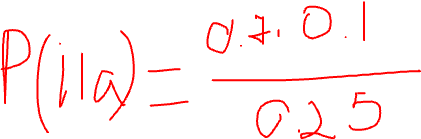 P(i|a) = 0.7. 0.1 / 0.25